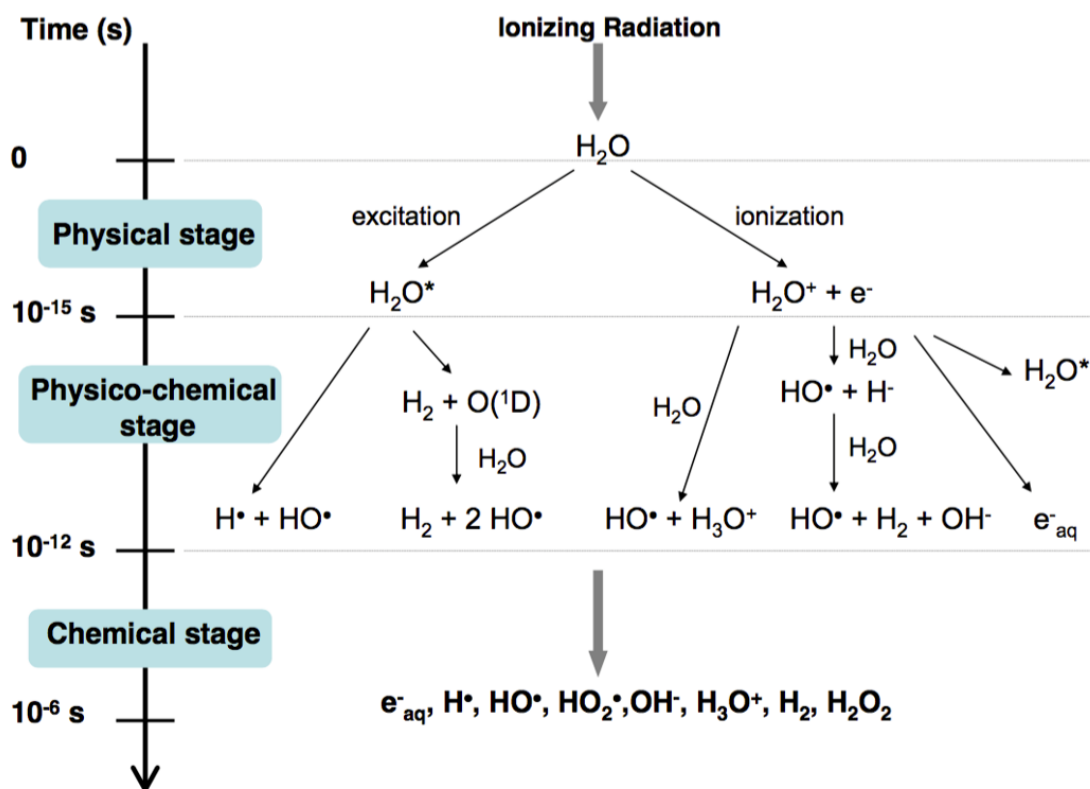 Time (s)
Ionizing Radiation
0
H₂O
excitation
ionization
Physical stage
H₂O*
H₂O⁺ + e⁻
10⁻¹⁵ s
H₂O
H₂O*
Physico-chemical
stage
H₂ + O(¹D)
H₂O
HO• + H⁻
H₂O
H₂O
H• + HO•
H₂ + 2 HO•
HO• + H₃O⁺
HO• + H₂ + OH⁻
e⁻aq
10⁻¹² s
Chemical stage
10⁻⁶ s
e⁻aq, H•, HO•, HO₂•,OH⁻, H₃O⁺, H₂, H₂O₂